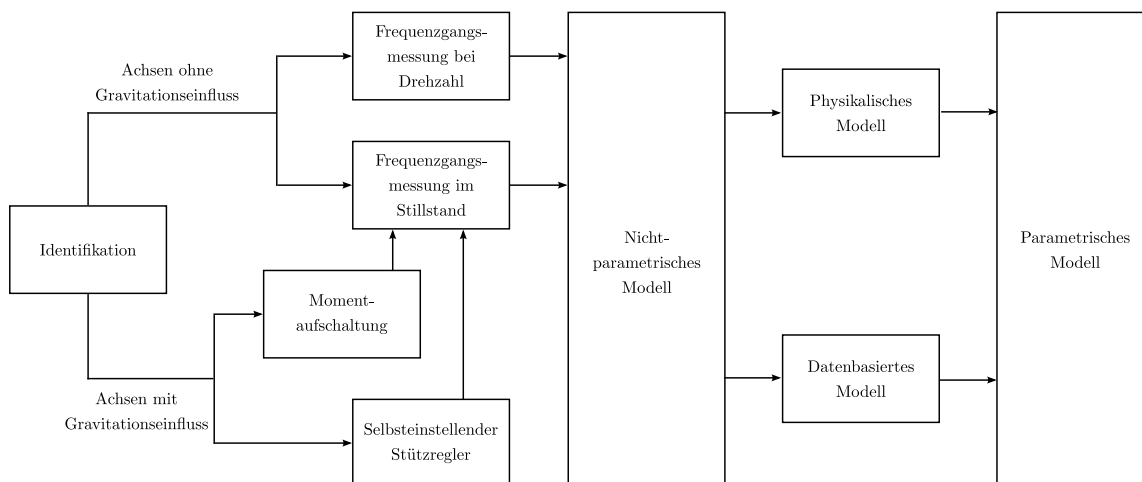 Frequenzgangs-
messung bei
Drehzahl
Achsen ohne
Gravitationseinfluss
Physikalisches
Modell
Frequenzgangs-
messung im
Stillstand
Identifikation
Nicht-
parametrisches
Modell
Parametrisches
Modell
Moment-
aufschaltung
Datenbasiertes
Modell
Achsen mit
Gravitationseinfluss
Selbsteinstellender
Stützregler